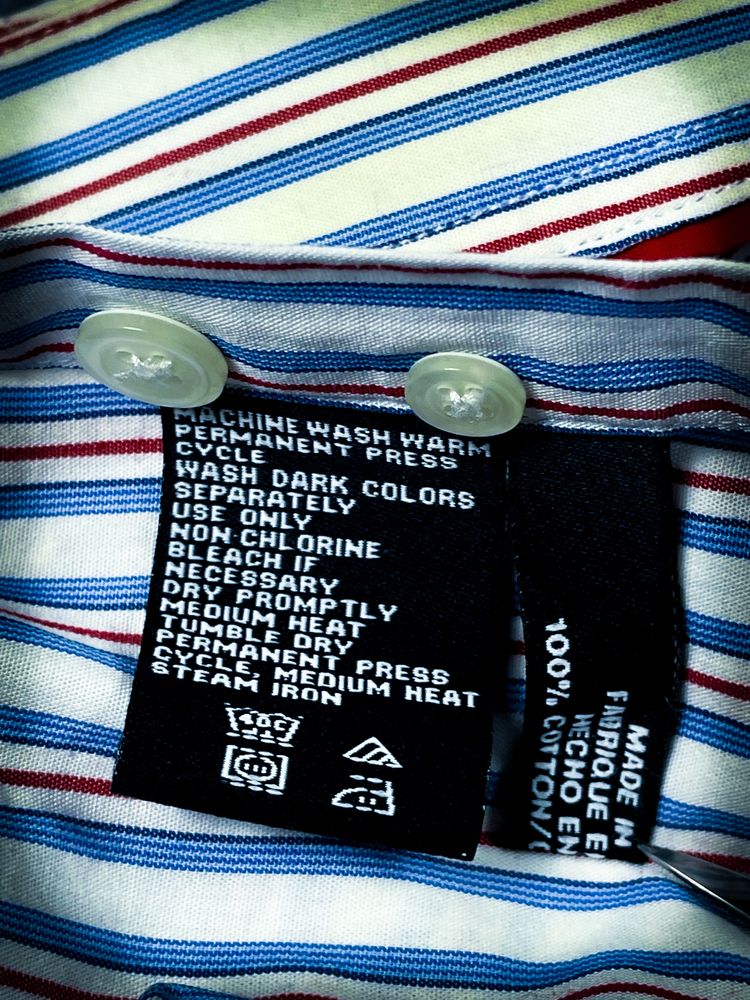 MACHINE WASH WARM
PERMANENT PRESS
CYCLE
WASH DARK COLORS
SEPARATELY
USE ONLY
NON-CHLORINE
BLEACH IF
NECESSARY
DRY PROMPTLY
MEDIUM HEAT
TUMBLE DRY
PERMANENT PRESS
CYCLE, MEDIUM HEAT
STEAM IRON
40C
MADE IN
FABRIQUE E
HECHO EN
100% COTTON/